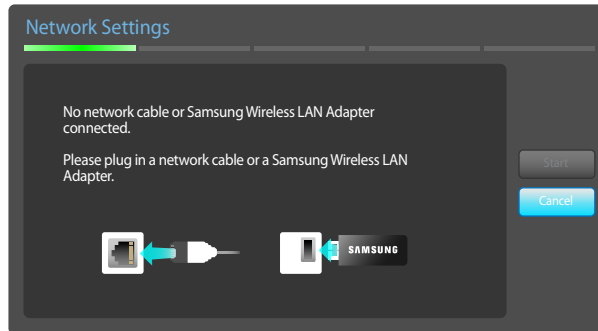 Network Settings
No network cable or Samsung Wireless LAN Adapter
connected.
Please plug in a network cable or a Samsung Wireless LAN
Adapter.
Start
Cancel
SAMSUNG